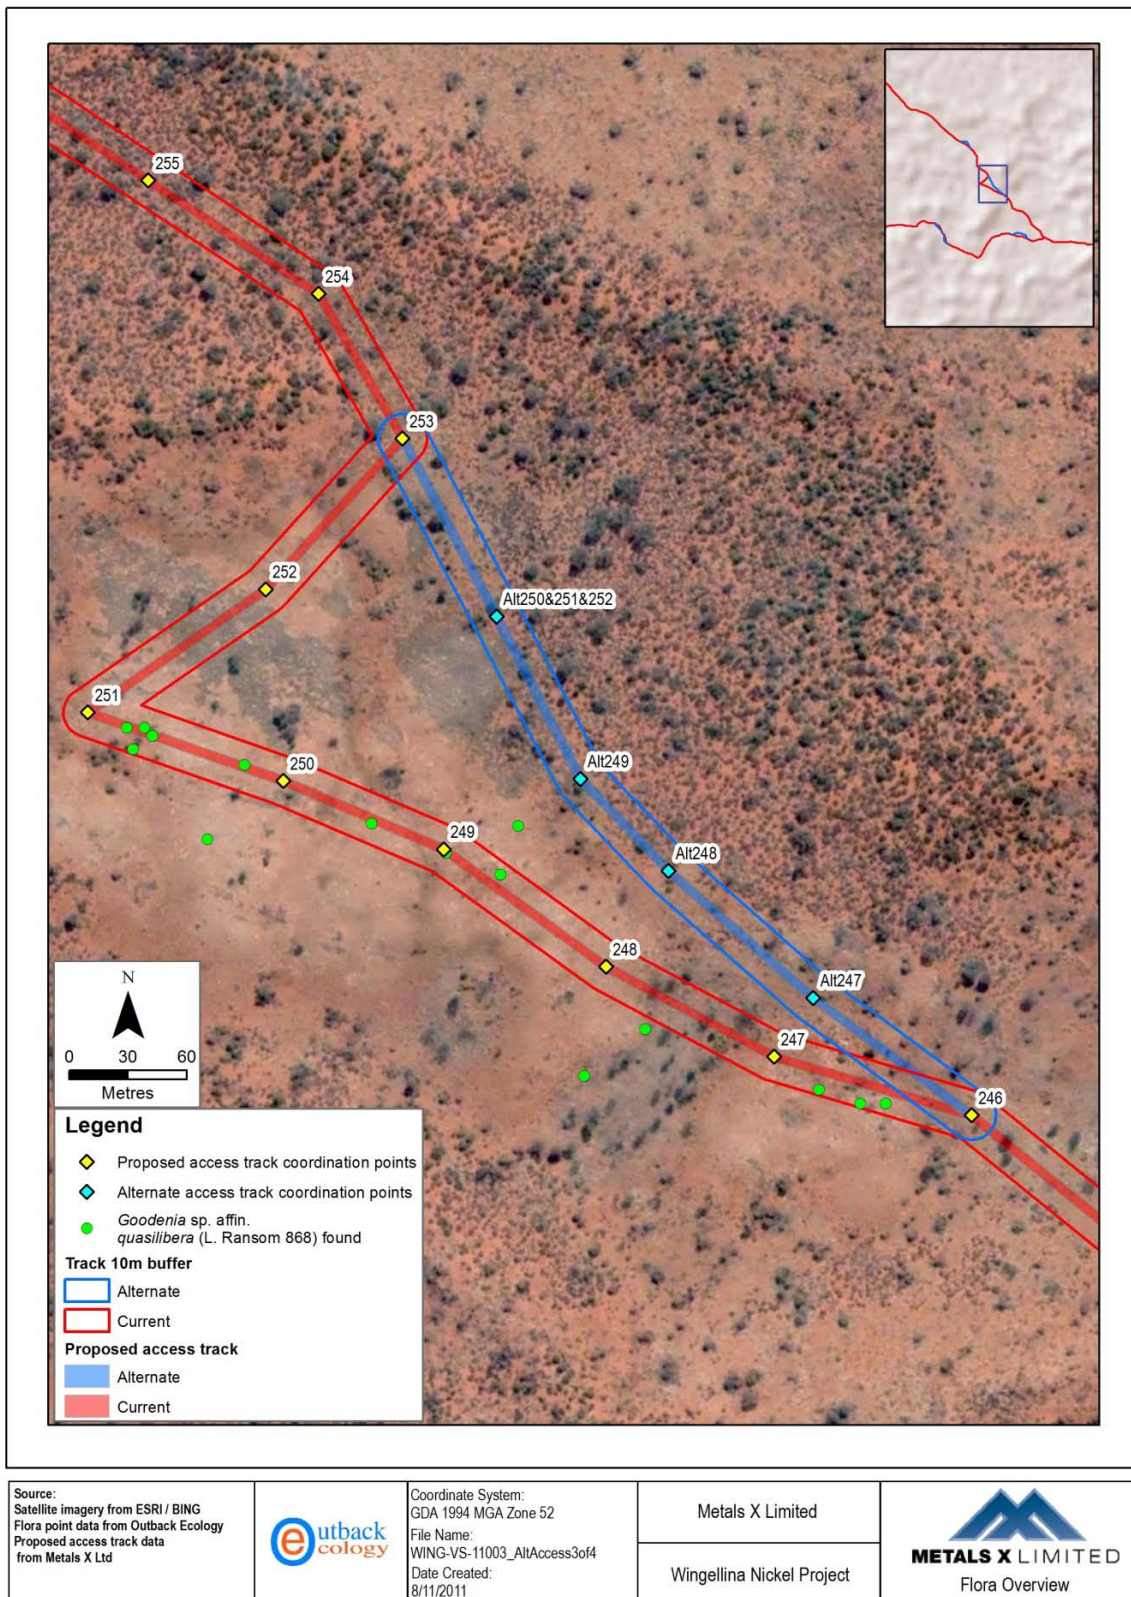 255
254
253
252
Alt250&251&252
251
250
Alt249
249
Alt248
248
Alt247
247
246
N
0 30 60
Metres
Legend
Proposed access track coordination points
Alternate access track coordination points
Goodenia sp. affin.
quasilibera (L. Ransom 868) found
Track 10m buffer
Alternate
Current
Proposed access track
Alternate
Current
Source:
Satellite imagery from ESRI / BING
Flora point data from Outback Ecology
Proposed access track data
from Metals X Ltd
eutback
ecology
Coordinate System:
GDA 1994 MGA Zone 52
File Name:
WING-VS-11003_AltAccess3of4
Date Created:
8/11/2011
Metals X Limited
Wingellina Nickel Project
METALS X LIMITED
Flora Overview